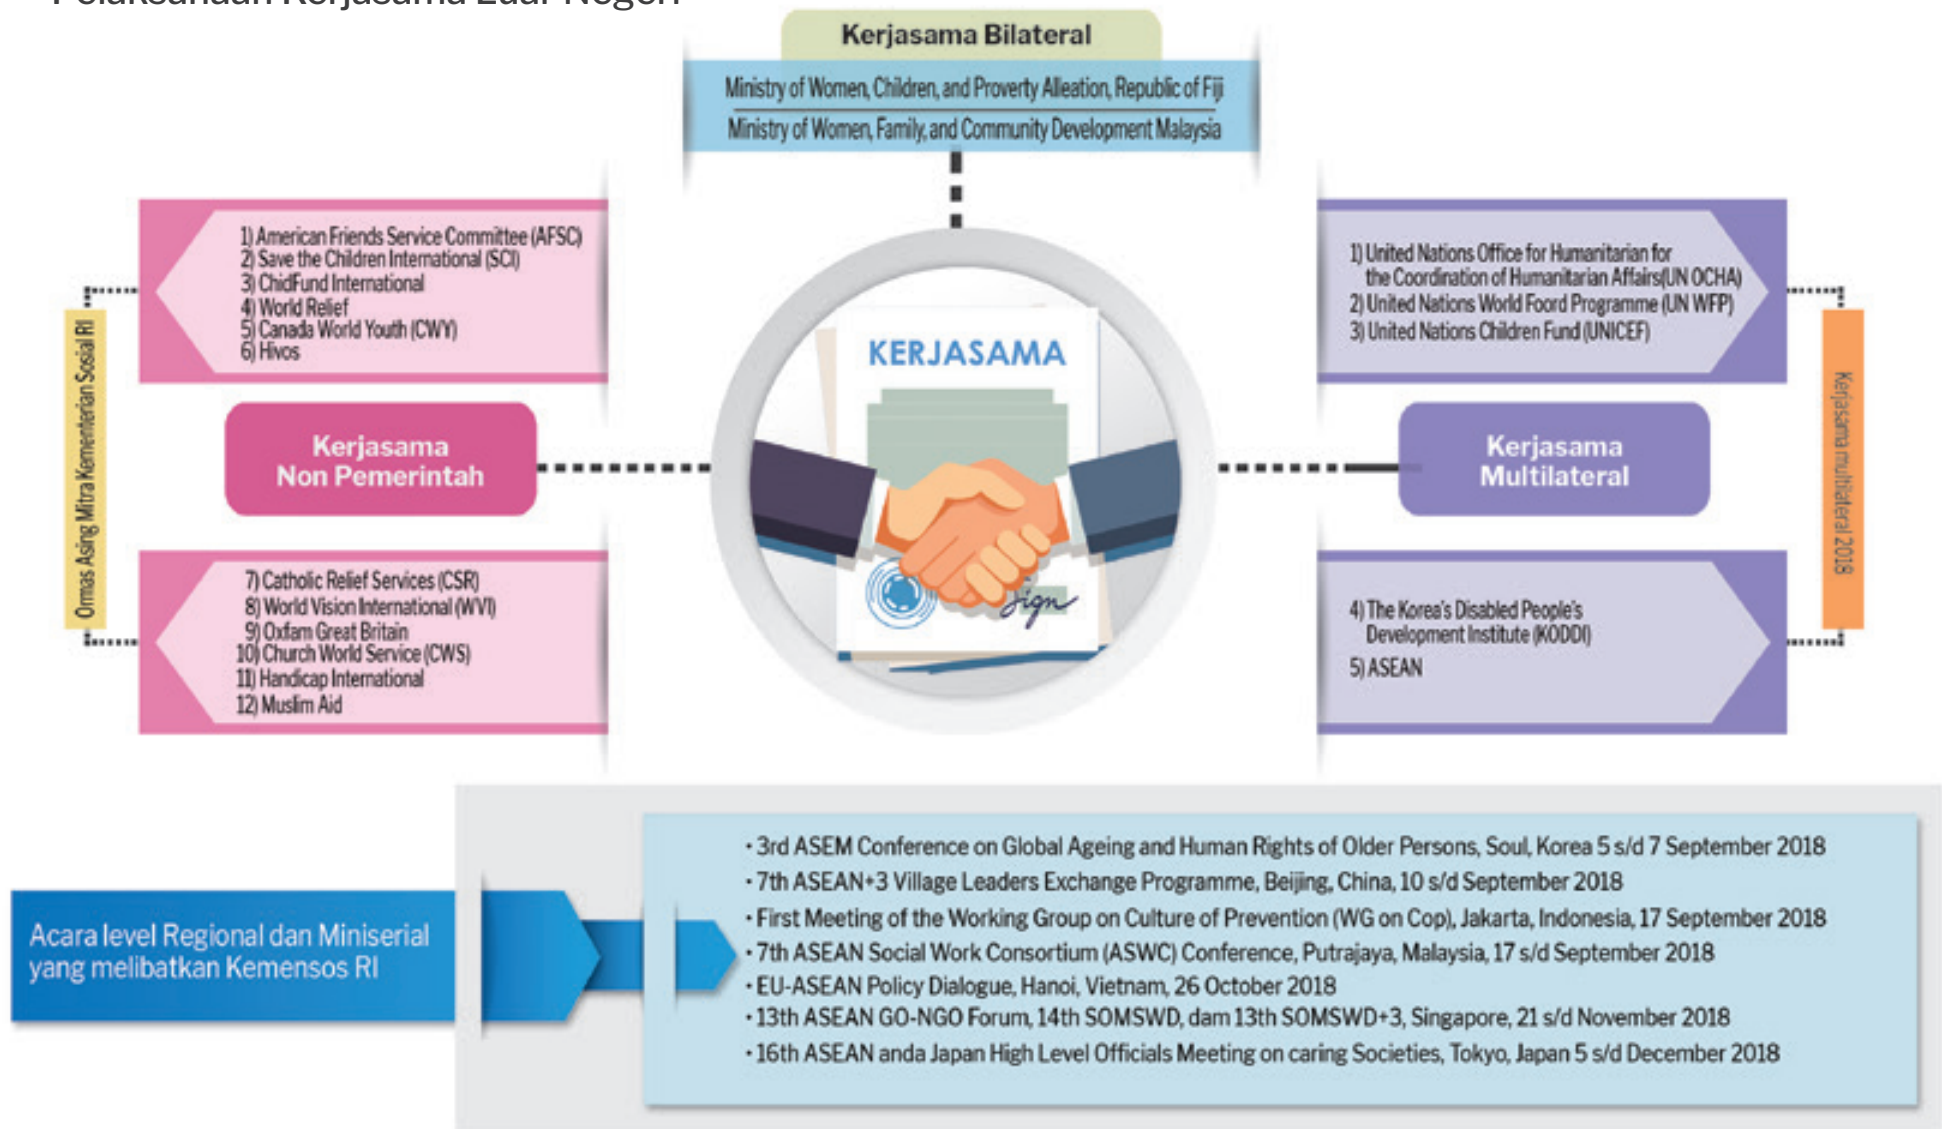 Pelaksanaan Kerjasama Luar Negeri
Kerjasama Bilateral
Ministry of Women, Children, and Proverty Alleation, Republic of Fiji
Ministry of Women, Family, and Community Development Malaysia
Ormas Asing Mitra Kementerian Sosial RI
1) American Friends Service Committee (AFSC)
2) Save the Children International (SCI)
3) ChidFund International
4) World Relief
5) Canada World Youth (CWY)
6) Hivos
Kerjasama
Non Pemerintah
7) Catholic Relief Services (CSR)
8) World Vision International (WVI)
9) Oxfam Great Britain
10) Church World Service (CWS)
11) Handicap International
12) Muslim Aid
KERJASAMA
Sign
1) United Nations Office for Humanitarian for
the Coordination of Humanitarian Affairs(UN OCHA)
2) United Nations World Foord Programme (UN WFP)
3) United Nations Children Fund (UNICEF)
Kerjasama
Multilateral
4) The Korea's Disabled People's
Development Institute (KODDI)
5) ASEAN
Kerjasama multilateral 2018
Acara level Regional dan Miniserial
yang melibatkan Kemensos RI
• 3rd ASEM Conference on Global Ageing and Human Rights of Older Persons, Soul, Korea 5 s/d 7 September 2018
• 7th ASEAN+3 Village Leaders Exchange Programme, Beijing, China, 10 s/d September 2018
• First Meeting of the Working Group on Culture of Prevention (WG on Cop), Jakarta, Indonesia, 17 September 2018
• 7th ASEAN Social Work Consortium (ASWC) Conference, Putrajaya, Malaysia, 17 s/d September 2018
• EU-ASEAN Policy Dialogue, Hanoi, Vietnam, 26 October 2018
• 13th ASEAN GO-NGO Forum, 14th SOMSWD, dam 13th SOMSWD+3, Singapore, 21 s/d November 2018
• 16th ASEAN anda Japan High Level Officials Meeting on caring Societies, Tokyo, Japan 5 s/d December 2018